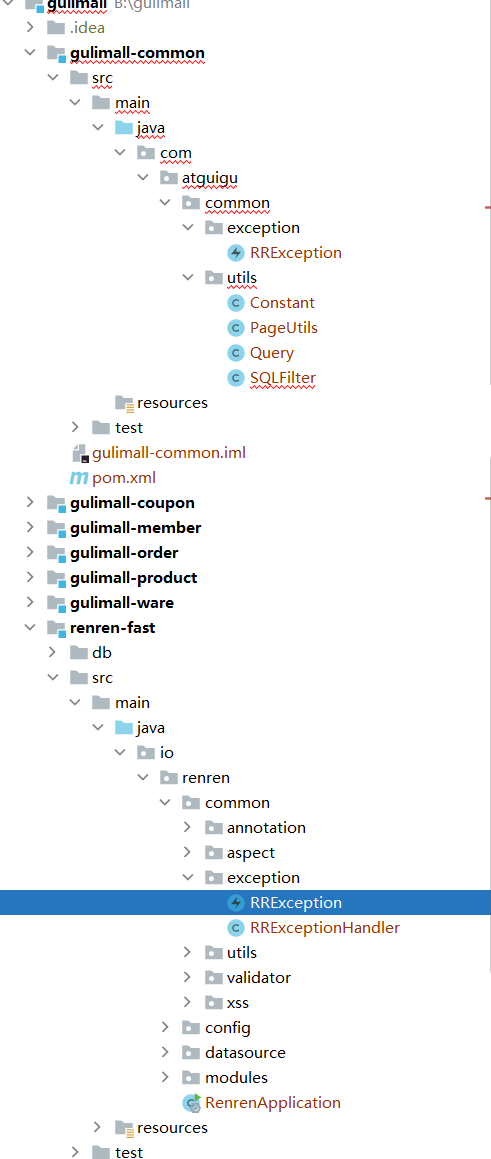 gulimall B:\gulimall
.idea
gulimall-common
src
main
java
com
atguigu
common
exception
RRException
utils
Constant
PageUtils
Query
SQLFilter
resources
test
gulimall-common.iml
pom.xml
gulimall-coupon
gulimall-member
gulimall-order
gulimall-product
gulimall-ware
renren-fast
db
src
main
java
io
renren
common
annotation
aspect
exception
RRException
RRExceptionHandler
utils
validator
xss
config
datasource
modules
RenrenApplication
resources
test